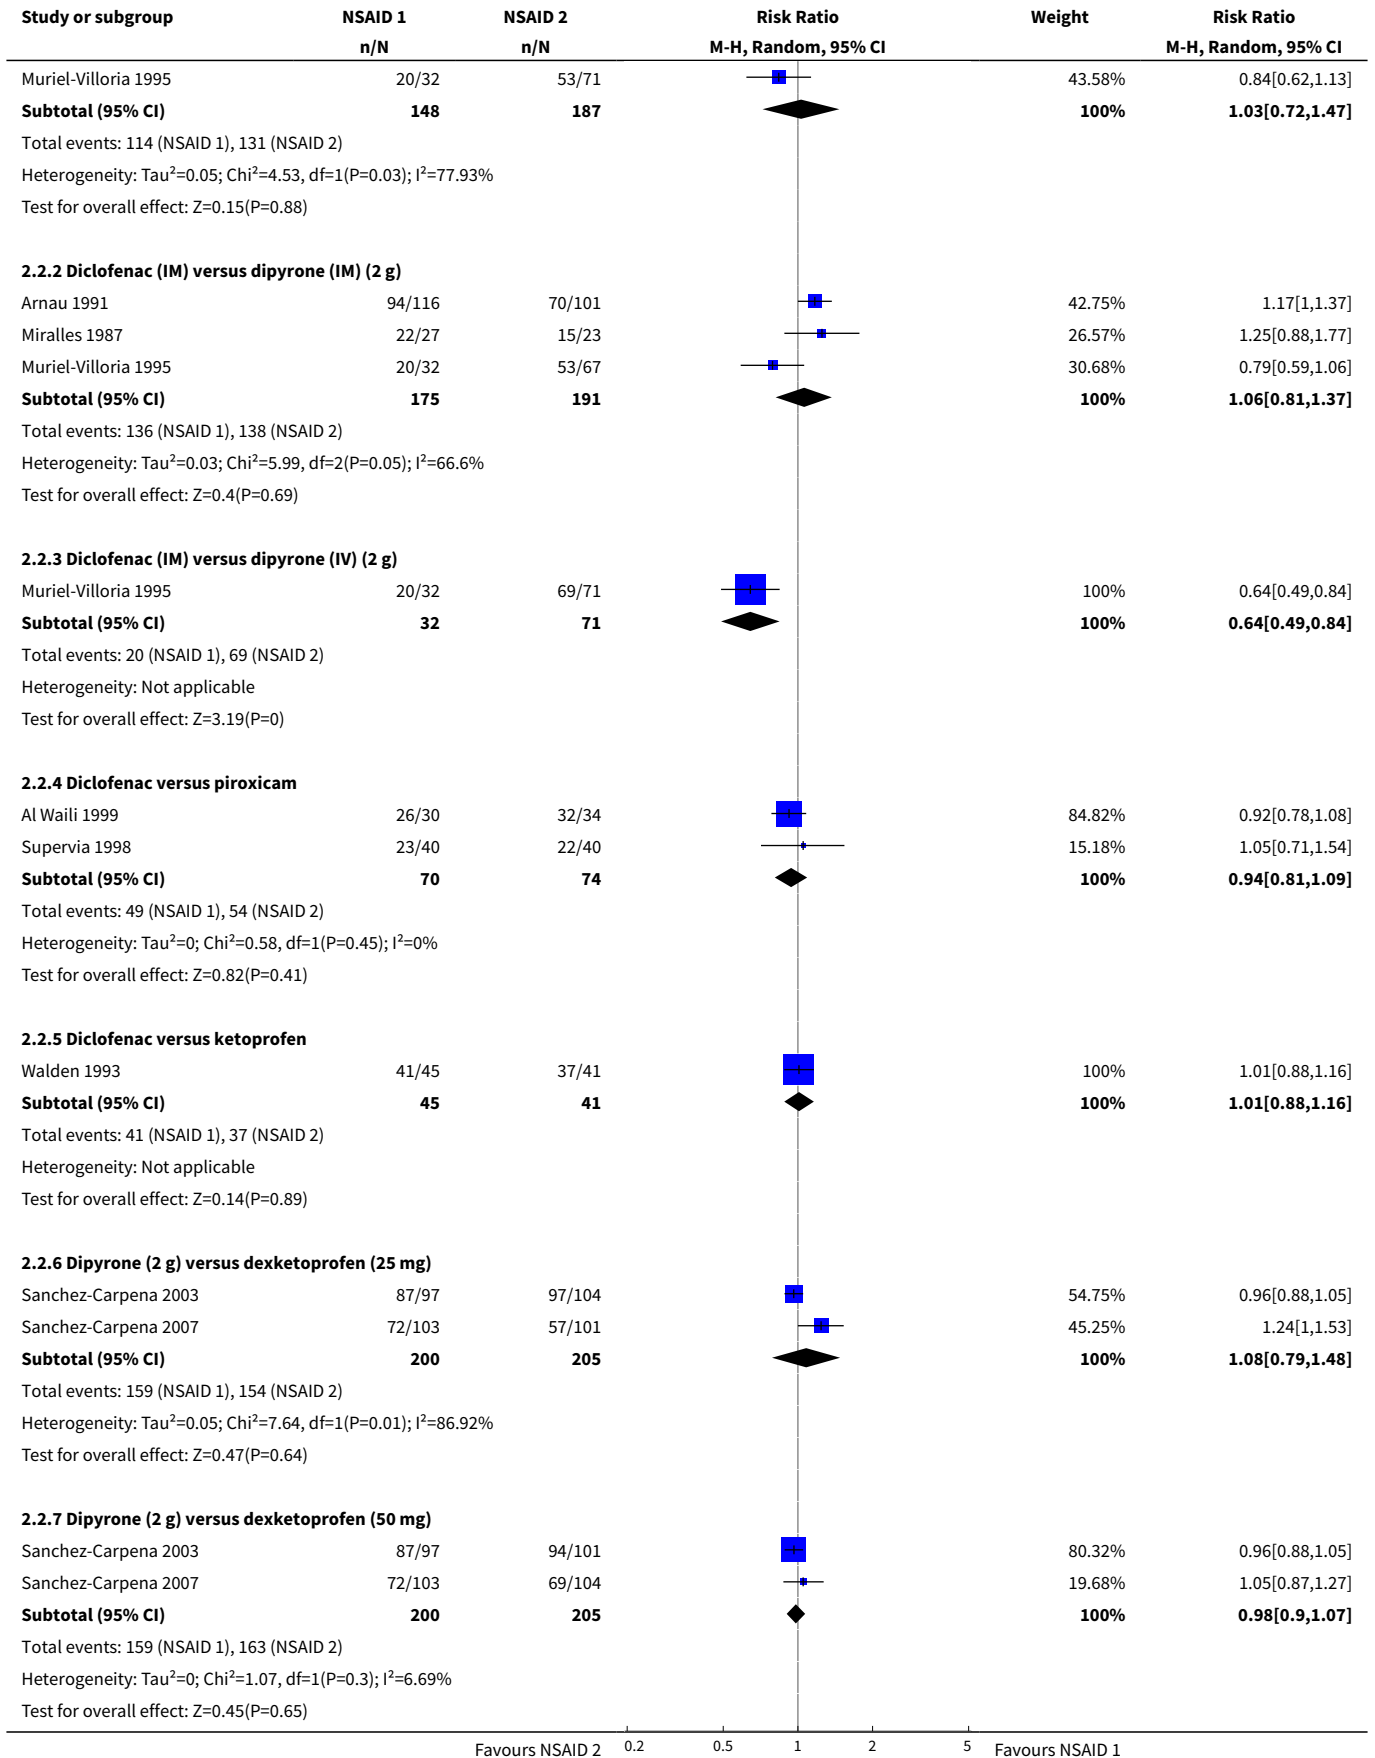 Study or subgroup NSAID 1 NSAID 2 Risk Ratio Weight Risk Ratio
n/N n/N M-H, Random, 95% CI M-H, Random, 95% CI
Muriel-Villoria 1995 20/32 53/71 43.58% 0.84[0.62,1.13]
Subtotal (95% CI) 148 187 100% 1.03[0.72,1.47]
Total events: 114 (NSAID 1), 131 (NSAID 2)
Heterogeneity: Tau²=0.05; Chi²=4.53, df=1(P=0.03); I²=77.93%
Test for overall effect: Z=0.15(P=0.88)
2.2.2 Diclofenac (IM) versus dipyrone (IM) (2 g)
Arnau 1991 94/116 70/101 42.75% 1.17[1,1.37]
Miralles 1987 22/27 15/23 26.57% 1.25[0.88,1.77]
Muriel-Villoria 1995 20/32 53/67 30.68% 0.79[0.59,1.06]
Subtotal (95% CI) 175 191 100% 1.06[0.81,1.37]
Total events: 136 (NSAID 1), 138 (NSAID 2)
Heterogeneity: Tau²=0.03; Chi²=5.99, df=2(P=0.05); I²=66.6%
Test for overall effect: Z=0.4(P=0.69)
2.2.3 Diclofenac (IM) versus dipyrone (IV) (2 g)
Muriel-Villoria 1995 20/32 69/71 100% 0.64[0.49,0.84]
Subtotal (95% CI) 32 71 100% 0.64[0.49,0.84]
Total events: 20 (NSAID 1), 69 (NSAID 2)
Heterogeneity: Not applicable
Test for overall effect: Z=3.19(P=0)
2.2.4 Diclofenac versus piroxicam
Al Waili 1999 26/30 32/34 84.82% 0.92[0.78,1.08]
Supervia 1998 23/40 22/40 15.18% 1.05[0.71,1.54]
Subtotal (95% CI) 70 74 100% 0.94[0.81,1.09]
Total events: 49 (NSAID 1), 54 (NSAID 2)
Heterogeneity: Tau²=0; Chi²=0.58, df=1(P=0.45); I²=0%
Test for overall effect: Z=0.82(P=0.41)
2.2.5 Diclofenac versus ketoprofen
Walden 1993 41/45 37/41 100% 1.01[0.88,1.16]
Subtotal (95% CI) 45 41 100% 1.01[0.88,1.16]
Total events: 41 (NSAID 1), 37 (NSAID 2)
Heterogeneity: Not applicable
Test for overall effect: Z=0.14(P=0.89)
2.2.6 Dipyrone (2 g) versus dexketoprofen (25 mg)
Sanchez-Carpena 2003 87/97 97/104 54.75% 0.96[0.88,1.05]
Sanchez-Carpena 2007 72/103 57/101 45.25% 1.24[1,1.53]
Subtotal (95% CI) 200 205 100% 1.08[0.79,1.48]
Total events: 159 (NSAID 1), 154 (NSAID 2)
Heterogeneity: Tau²=0.05; Chi²=7.64, df=1(P=0.01); I²=86.92%
Test for overall effect: Z=0.47(P=0.64)
2.2.7 Dipyrone (2 g) versus dexketoprofen (50 mg)
Sanchez-Carpena 2003 87/97 94/101 80.32% 0.96[0.88,1.05]
Sanchez-Carpena 2007 72/103 69/104 19.68% 1.05[0.87,1.27]
Subtotal (95% CI) 200 205 100% 0.98[0.9,1.07]
Total events: 159 (NSAID 1), 163 (NSAID 2)
Heterogeneity: Tau²=0; Chi²=1.07, df=1(P=0.3); I²=6.69%
Test for overall effect: Z=0.45(P=0.65)
Favours NSAID 2 0.2 0.5 1 2 5 Favours NSAID 1